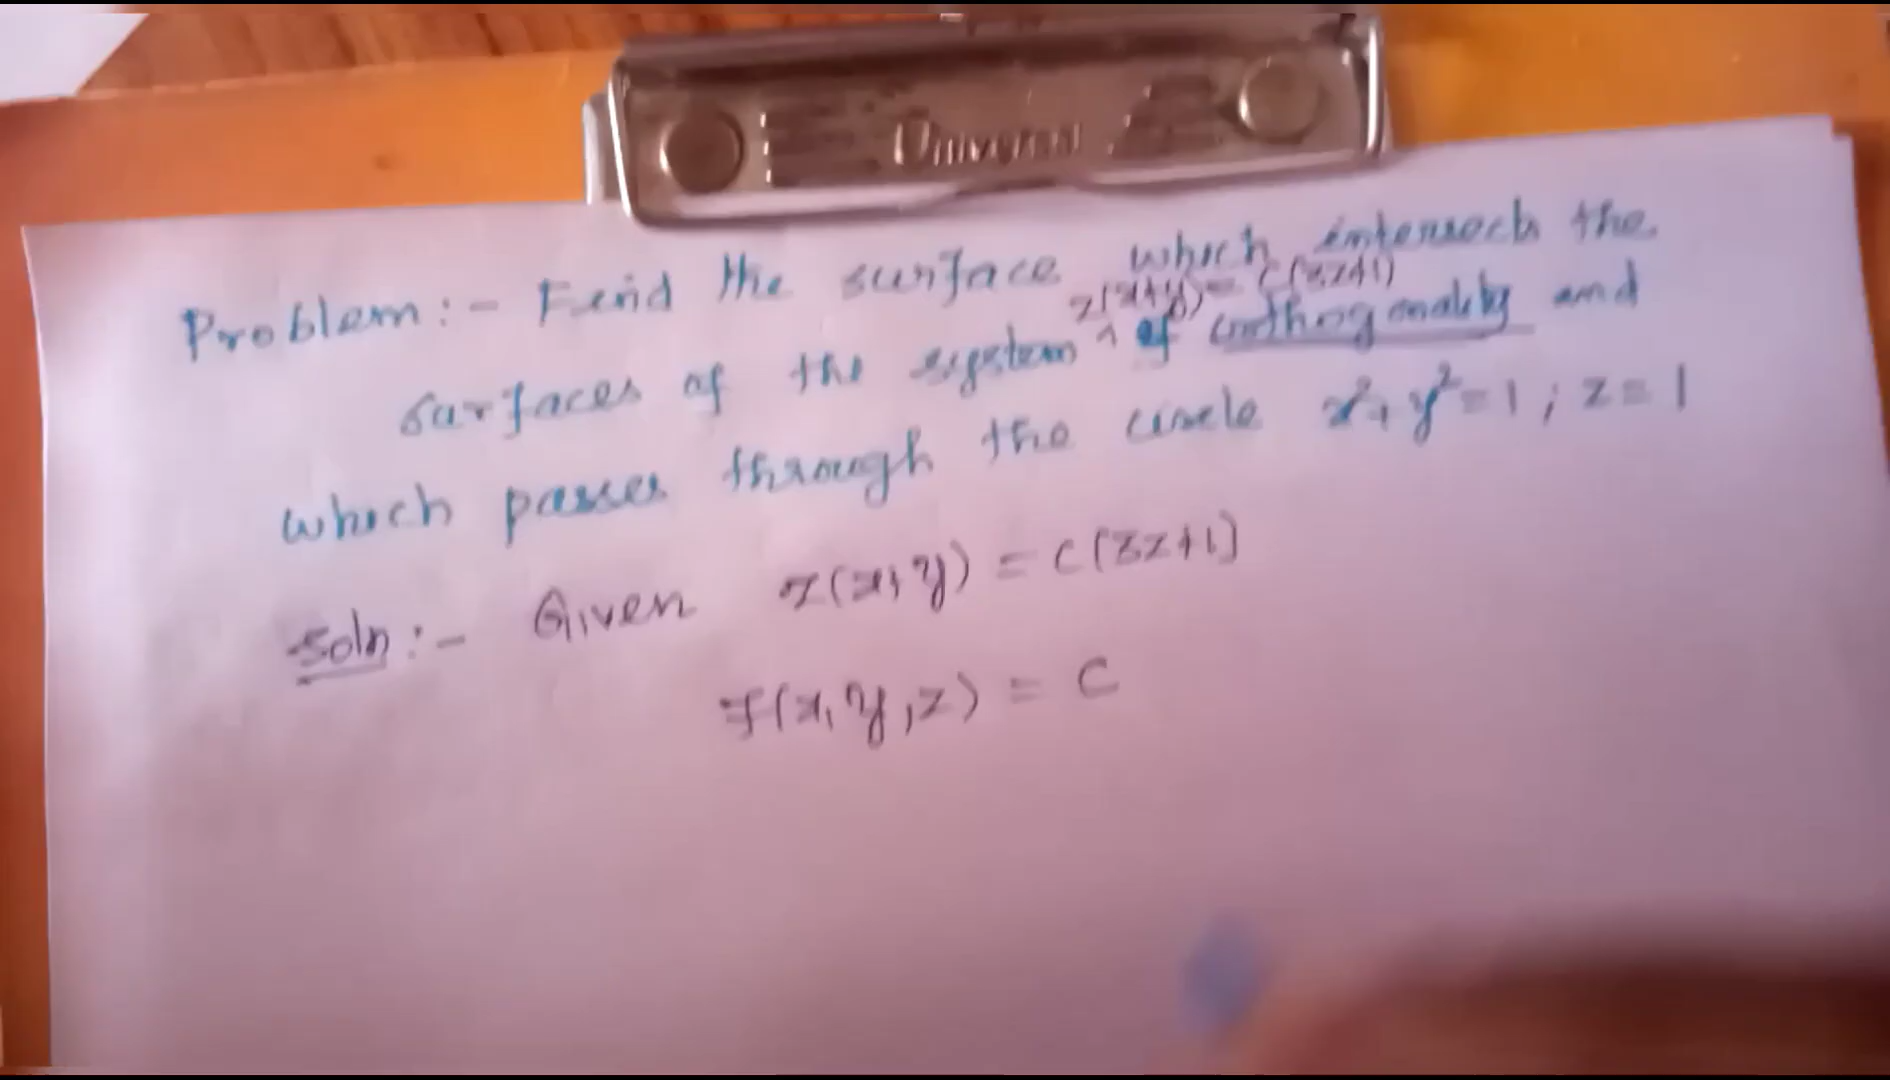 Universal
Problem:- Find the surface which intersects the
z(x+y)= c(3z+1)
surfaces of the system ^ of orthogonality and
which passes through the circle x²+y²=1; z=1
Soln:- Given z(x,y) = c(3z+1)
f(x,y,z) = c